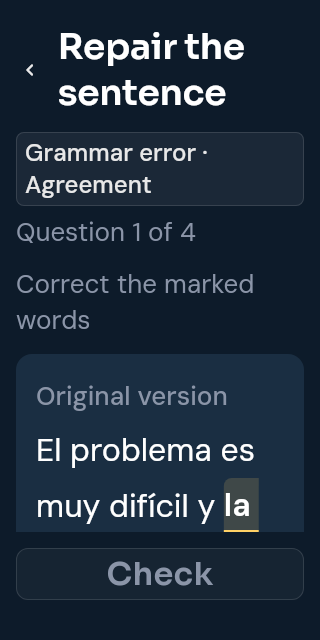 Repair the
sentence
Grammar error ·
Agreement
Question 1 of 4
Correct the marked
words
Original version
El problema es
muy difícil y la
Check